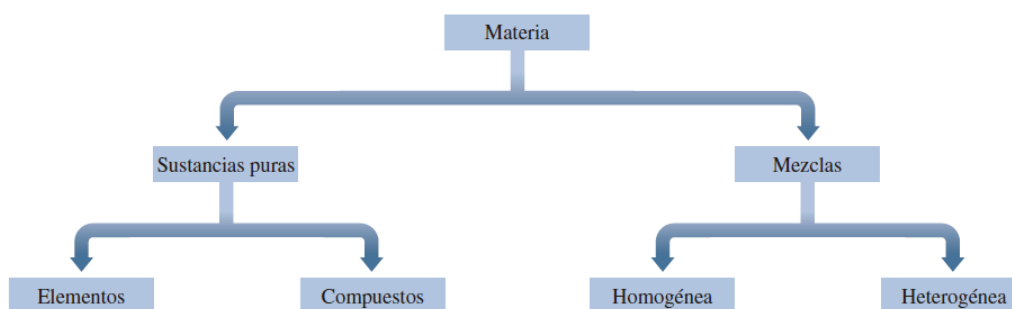 Materia
Sustancias puras
Mezclas
Elementos
Compuestos
Homogénea
Heterogénea